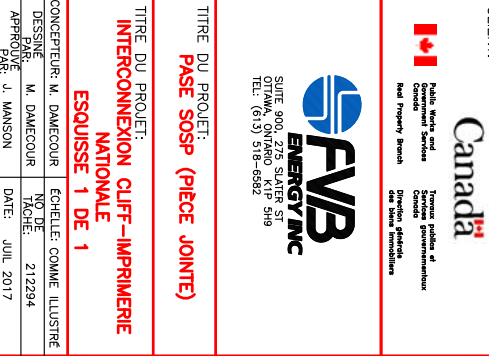 Canada
Public Works and
Government Services
Canada
Real Property Branch
Travaux publics et
Services gouvernementaux
Canada
Direction générale
des biens immobiliers
FVB
ENERGY INC
SUITE 900, 275 SLATER ST
OTTAWA, ONTARIO K1P 5H9
TEL: (613) 518-6582
TITRE DU PROJET:
PASE SOSP (PIÈCE JOINTE)
TITRE DU PROJET:
INTERCONNEXION CLIFF-IMPRIMERIE
NATIONALE
ESQUISSE 1 DE 1
CONCEPTEUR: M. DAMECOUR
ÉCHELLE: COMME ILLUSTRÉ
DESSINÉ
PAR: M. DAMECOUR
NO DE
TÂCHE: 212294
APPROUVÉ
PAR: J. MANSON
DATE: JUIL 2017